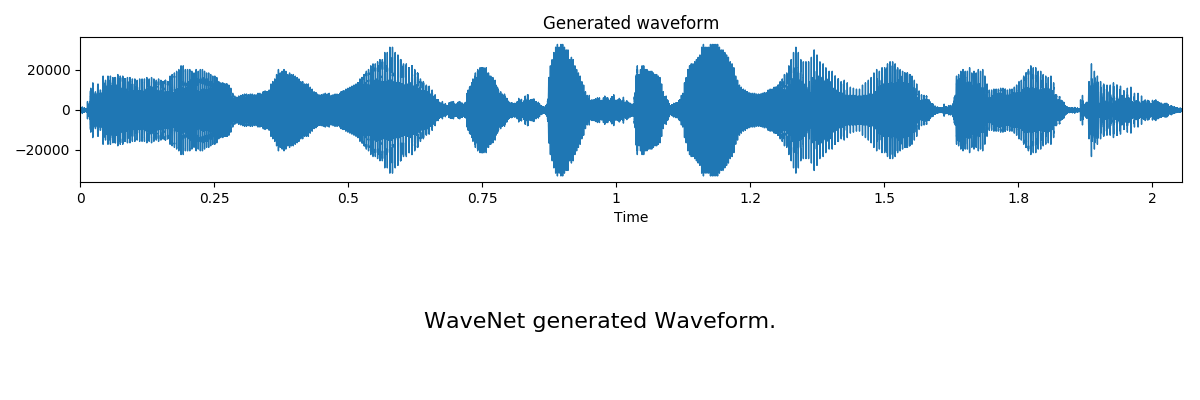 Generated waveform
20000
0
−20000
0 0.25 0.5 0.75 1 1.2 1.5 1.8 2
Time
WaveNet generated Waveform.